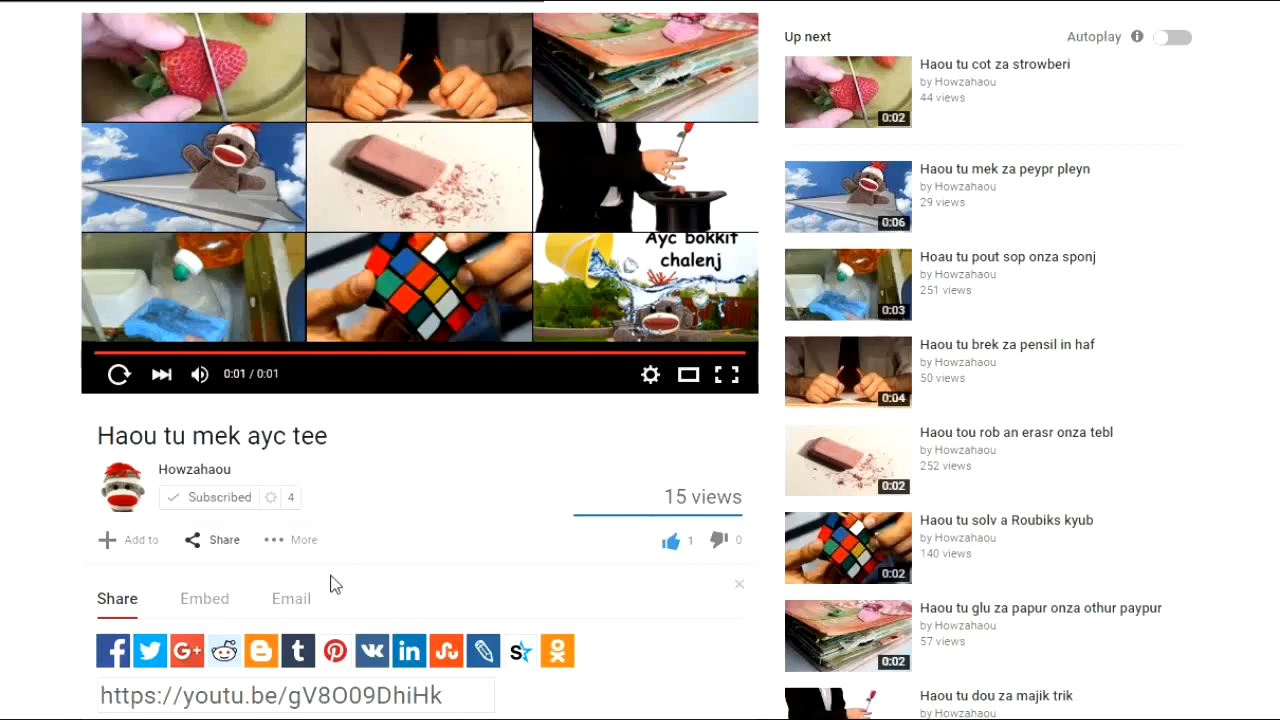 Ayc bokkit
chalenj
0:01 / 0:01
Haou tu mek ayc tee
Howzahaou
Subscribed 4
15 views
Add to Share More
1 0
Share Embed Email
https://youtu.be/gV8O09DhiHk
Up next Autoplay
Haou tu cot za strowberi
by Howzahaou
44 views
0:02
Haou tu mek za peypr pleyn
by Howzahaou
29 views
0:06
Hoau tu pout sop onza sponj
by Howzahaou
251 views
0:03
Haou tu brek za pensil in haf
by Howzahaou
50 views
0:04
Haou tou rob an erasr onza tebl
by Howzahaou
252 views
0:02
Haou tu solv a Roubiks kyub
by Howzahaou
140 views
0:02
Haou tu glu za papur onza othur paypur
by Howzahaou
57 views
0:02
Haou tu dou za majik trik
by Howzahaou